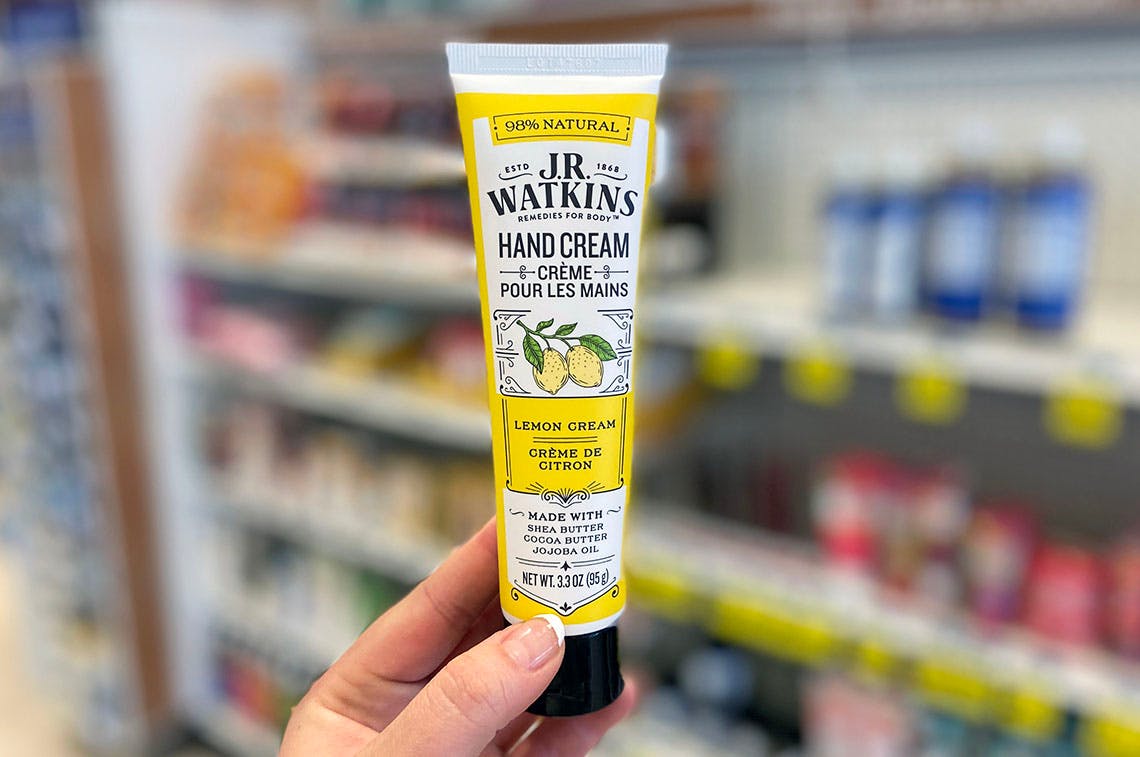 98% NATURAL
ESTD 1868
J.R.
WATKINS
REMEDIES FOR BODY™
HAND CREAM
CRÈME
POUR LES MAINS
LEMON CREAM
CRÈME DE
CITRON
MADE WITH
SHEA BUTTER
COCOA BUTTER
JOJOBA OIL
NET WT. 3.3 OZ (95g)